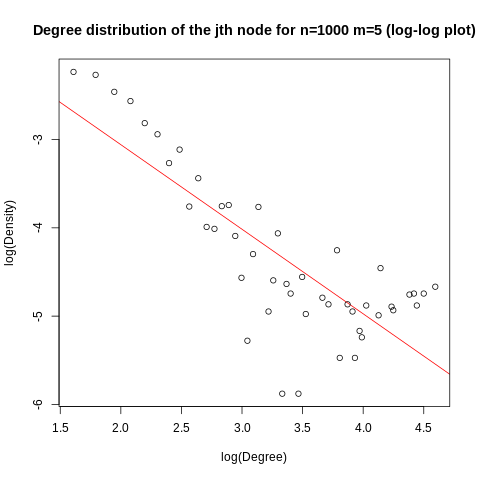 Degree distribution of the jth node for n=1000 m=5 (log-log plot)
log(Density)
-3
-4
-5
-6
1.5 2.0 2.5 3.0 3.5 4.0 4.5
log(Degree)